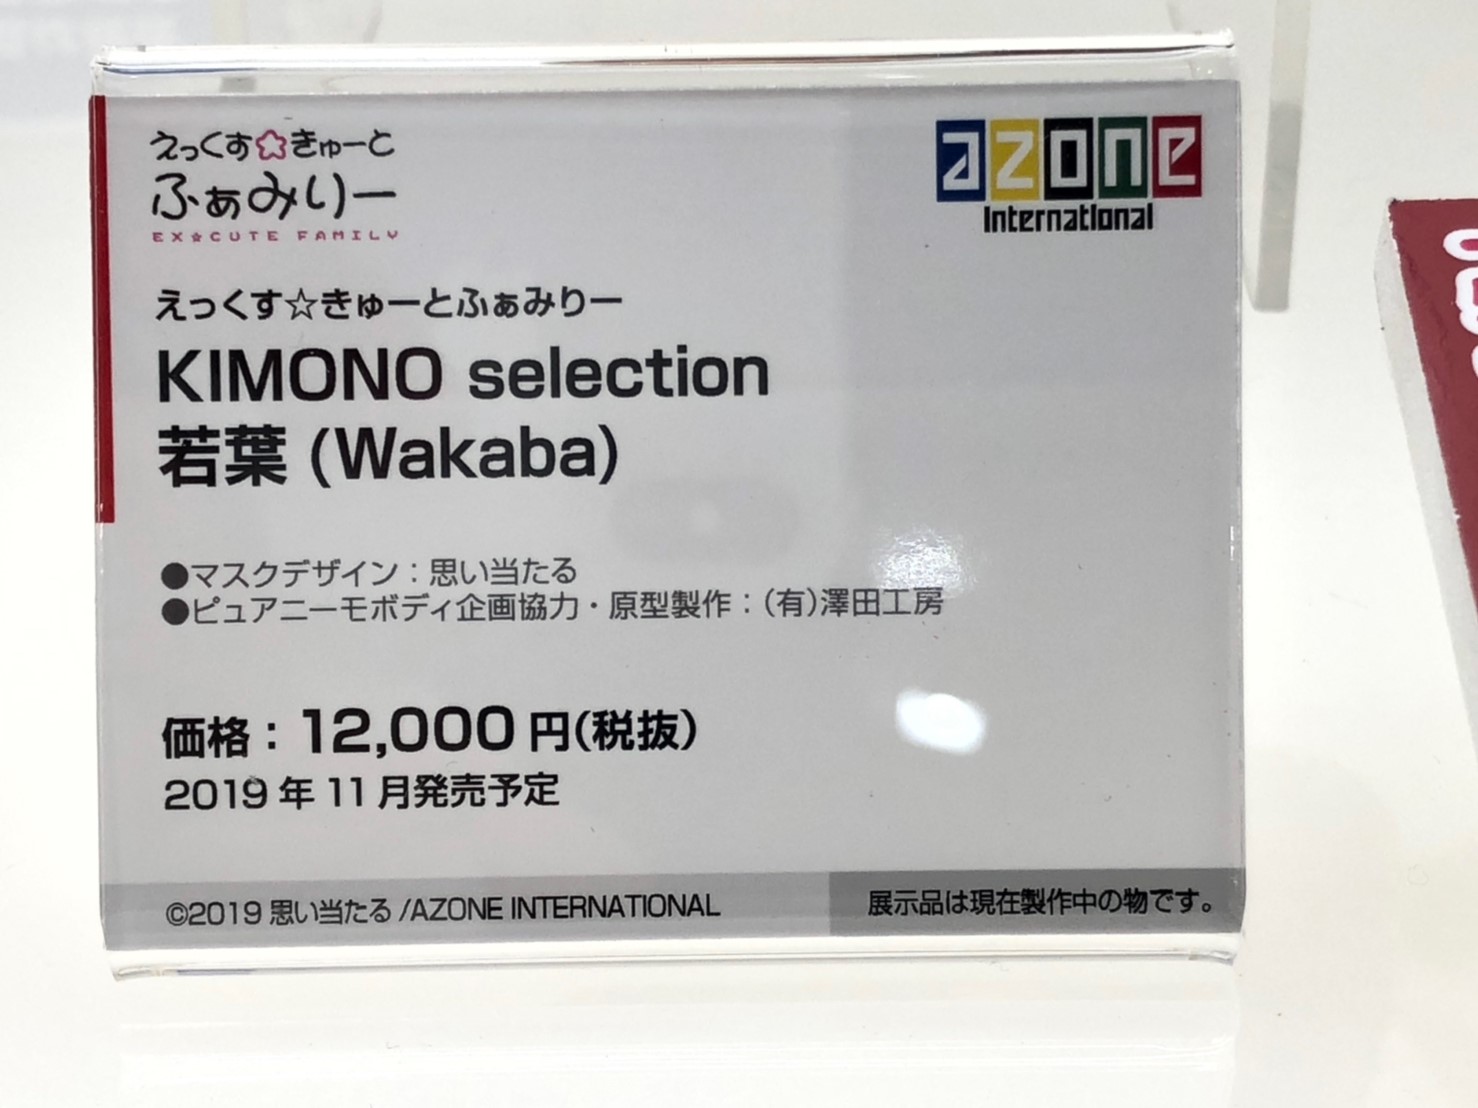 えっくす☆きゅーと
ふぁみりー
EX☆CUTE FAMILY
azone
International
えっくす☆きゅーとふぁみりー
KIMONO selection
若葉 (Wakaba)
●マスクデザイン：思い当たる
●ピュアニーモボディ企画協力・原型製作：(有)澤田工房
価格：12,000円(税抜)
2019年11月発売予定
©2019 思い当たる /AZONE INTERNATIONAL
展示品は現在製作中の物です。